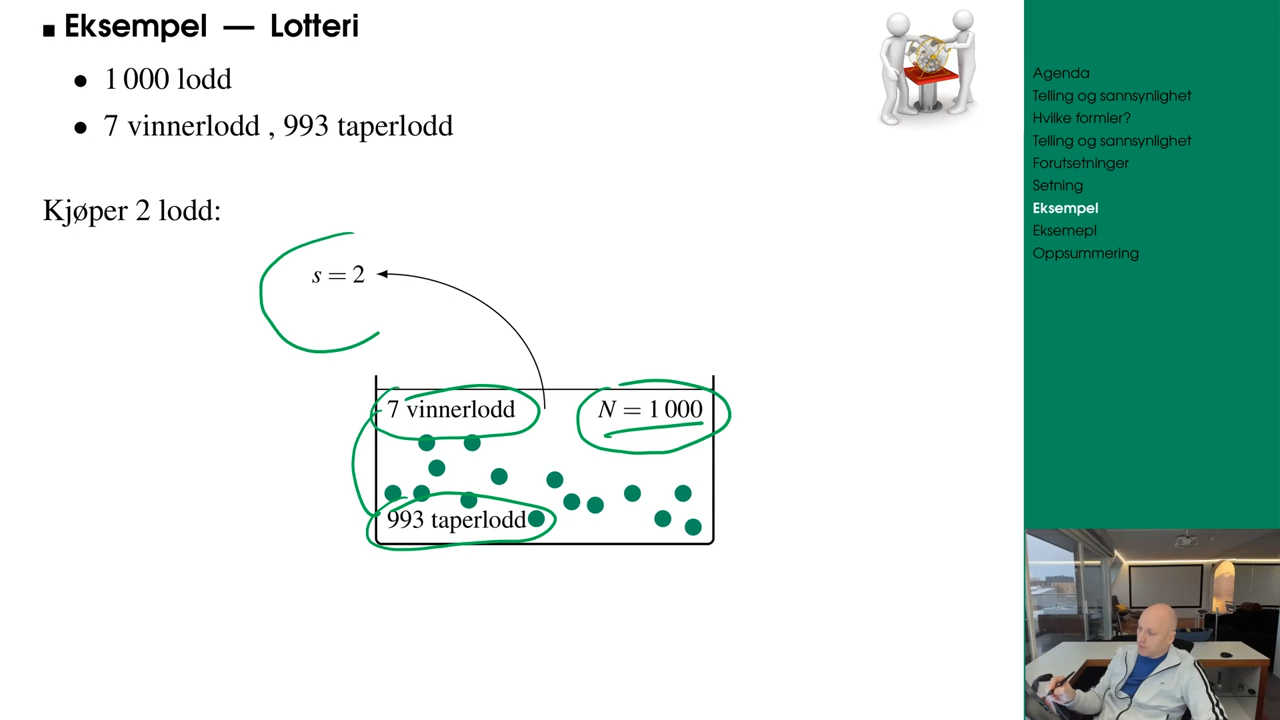 Eksempel — Lotteri
1 000 lodd
7 vinnerlodd , 993 taperlodd
Kjøper 2 lodd:
s = 2
7 vinnerlodd
N = 1 000
993 taperlodd
Agenda
Telling og sannsynlighet
Hvilke formler?
Telling og sannsynlighet
Forutsetninger
Setning
Eksempel
Eksemepl
Oppsummering